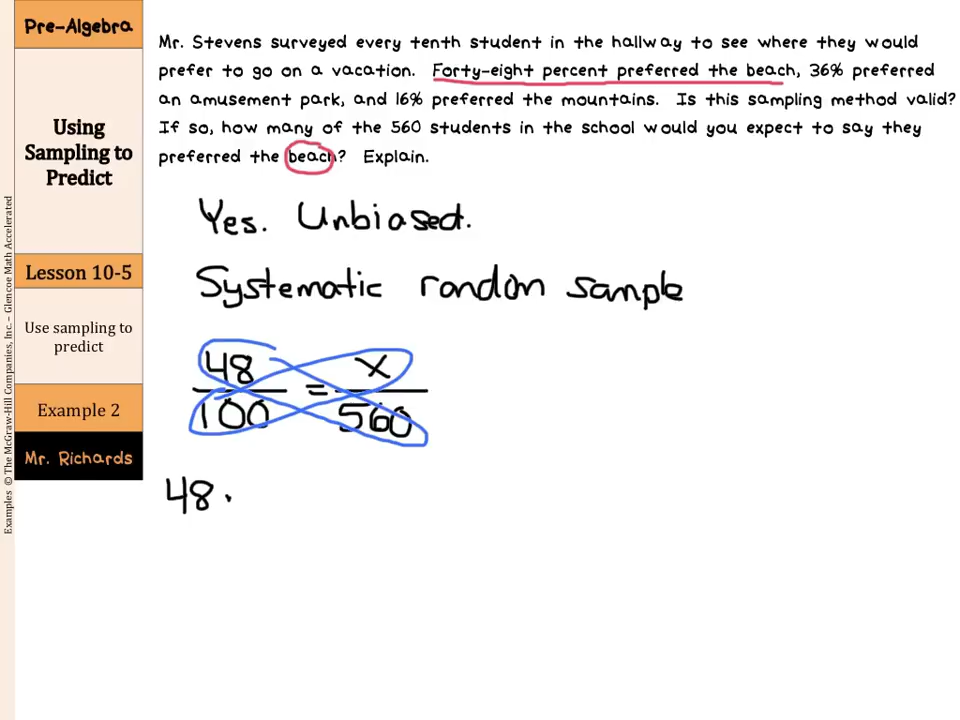 Pre-Algebra
Using
Sampling to
Predict
Lesson 10-5
Use sampling to
predict
Example 2
Mr. Richards
Examples © The McGraw-Hill Companies, Inc. – Glencoe Math Accelerated
Mr. Stevens surveyed every tenth student in the hallway to see where they would
prefer to go on a vacation. Forty-eight percent preferred the beach, 36% preferred
an amusement park, and 16% preferred the mountains. Is this sampling method valid?
If so, how many of the 560 students in the school would you expect to say they
preferred the beach? Explain.
Yes. Unbiased.
Systematic random sample
48 = x
100 560
48 ·